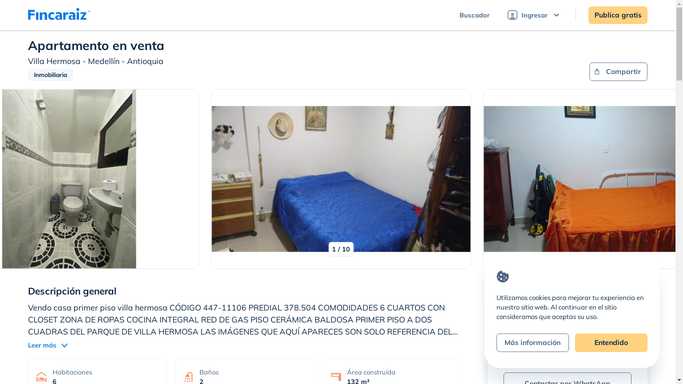 Fincaraiz
Buscador
Ingresar
Publica gratis
Apartamento en venta
Villa Hermosa - Medellín - Antioquia
Inmobiliaria
Compartir
1 / 10
Descripción general
Vendo casa primer piso villa hermosa CÓDIGO 447-11106 PREDIAL 378.504 COMODIDADES 6 CUARTOS CON
CLOSET ZONA DE ROPAS COCINA INTEGRAL RED DE GAS PISO CERÁMICA BALDOSA PRIMER PISO A DOS
CUADRAS DEL PARQUE DE VILLA HERMOSA LAS IMÁGENES QUE AQUÍ APARECES SON SOLO REFERENCIA DEL...
Leer más
Habitaciones
6
Baños
2
Área construida
132 m²
Utilizamos cookies para mejorar tu experiencia en
nuestro sitio web. Al continuar en el sitio
consideramos que aceptas su uso.
Más información
Entendido
Contactar por WhatsApp